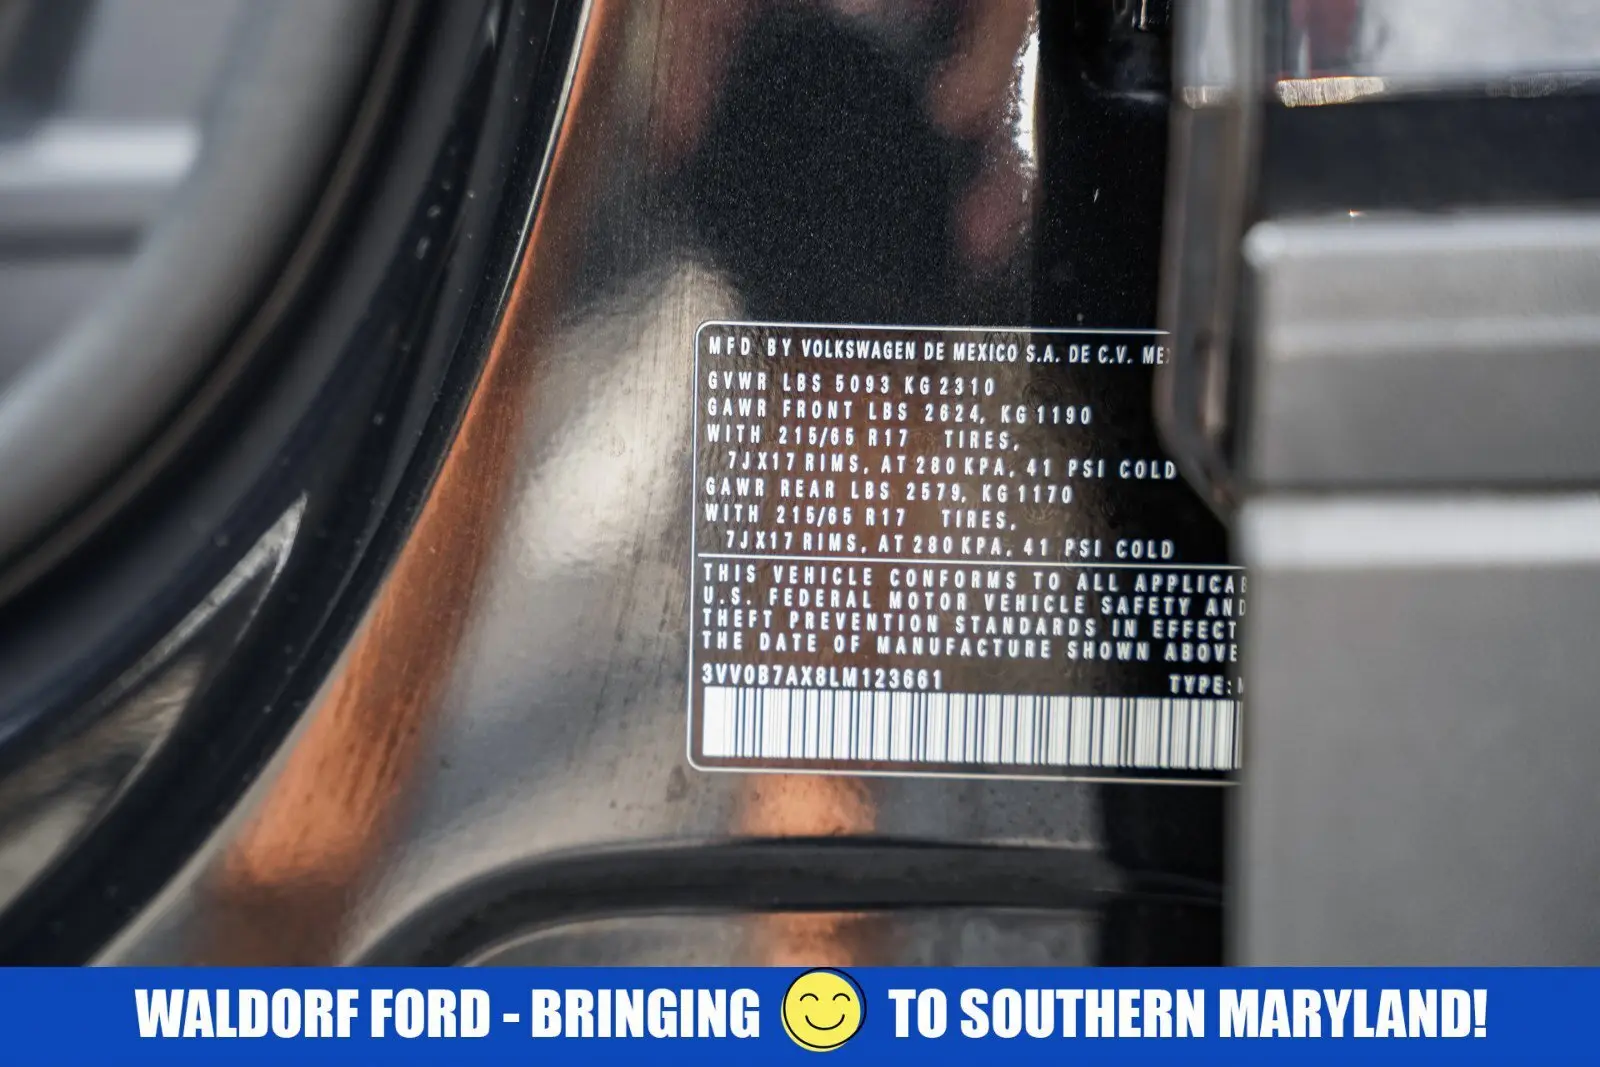 MFD BY VOLKSWAGEN DE MEXICO S.A. DE C.V.
GVWR LBS 5093 KG 2310
GAWR FRONT LBS 2624, KG 1190
WITH 215/65 R17 TIRES,
7JX17 RIMS, AT 280 KPA, 41 PSI COLD
GAWR REAR LBS 2579, KG 1170
WITH 215/65 R17 TIRES,
7JX17 RIMS, AT 280 KPA, 41 PSI COLD
THIS VEHICLE CONFORMS TO ALL
U.S. FEDERAL MOTOR VEHICLE SAFETY AND
THEFT PREVENTION STANDARDS IN EFFECT
THE DATE OF MANUFACTURE SHOWN ABOVE
3VV0B7AX8LM123661 TYPE:
WALDORF FORD - BRINGING TO SOUTHERN MARYLAND!